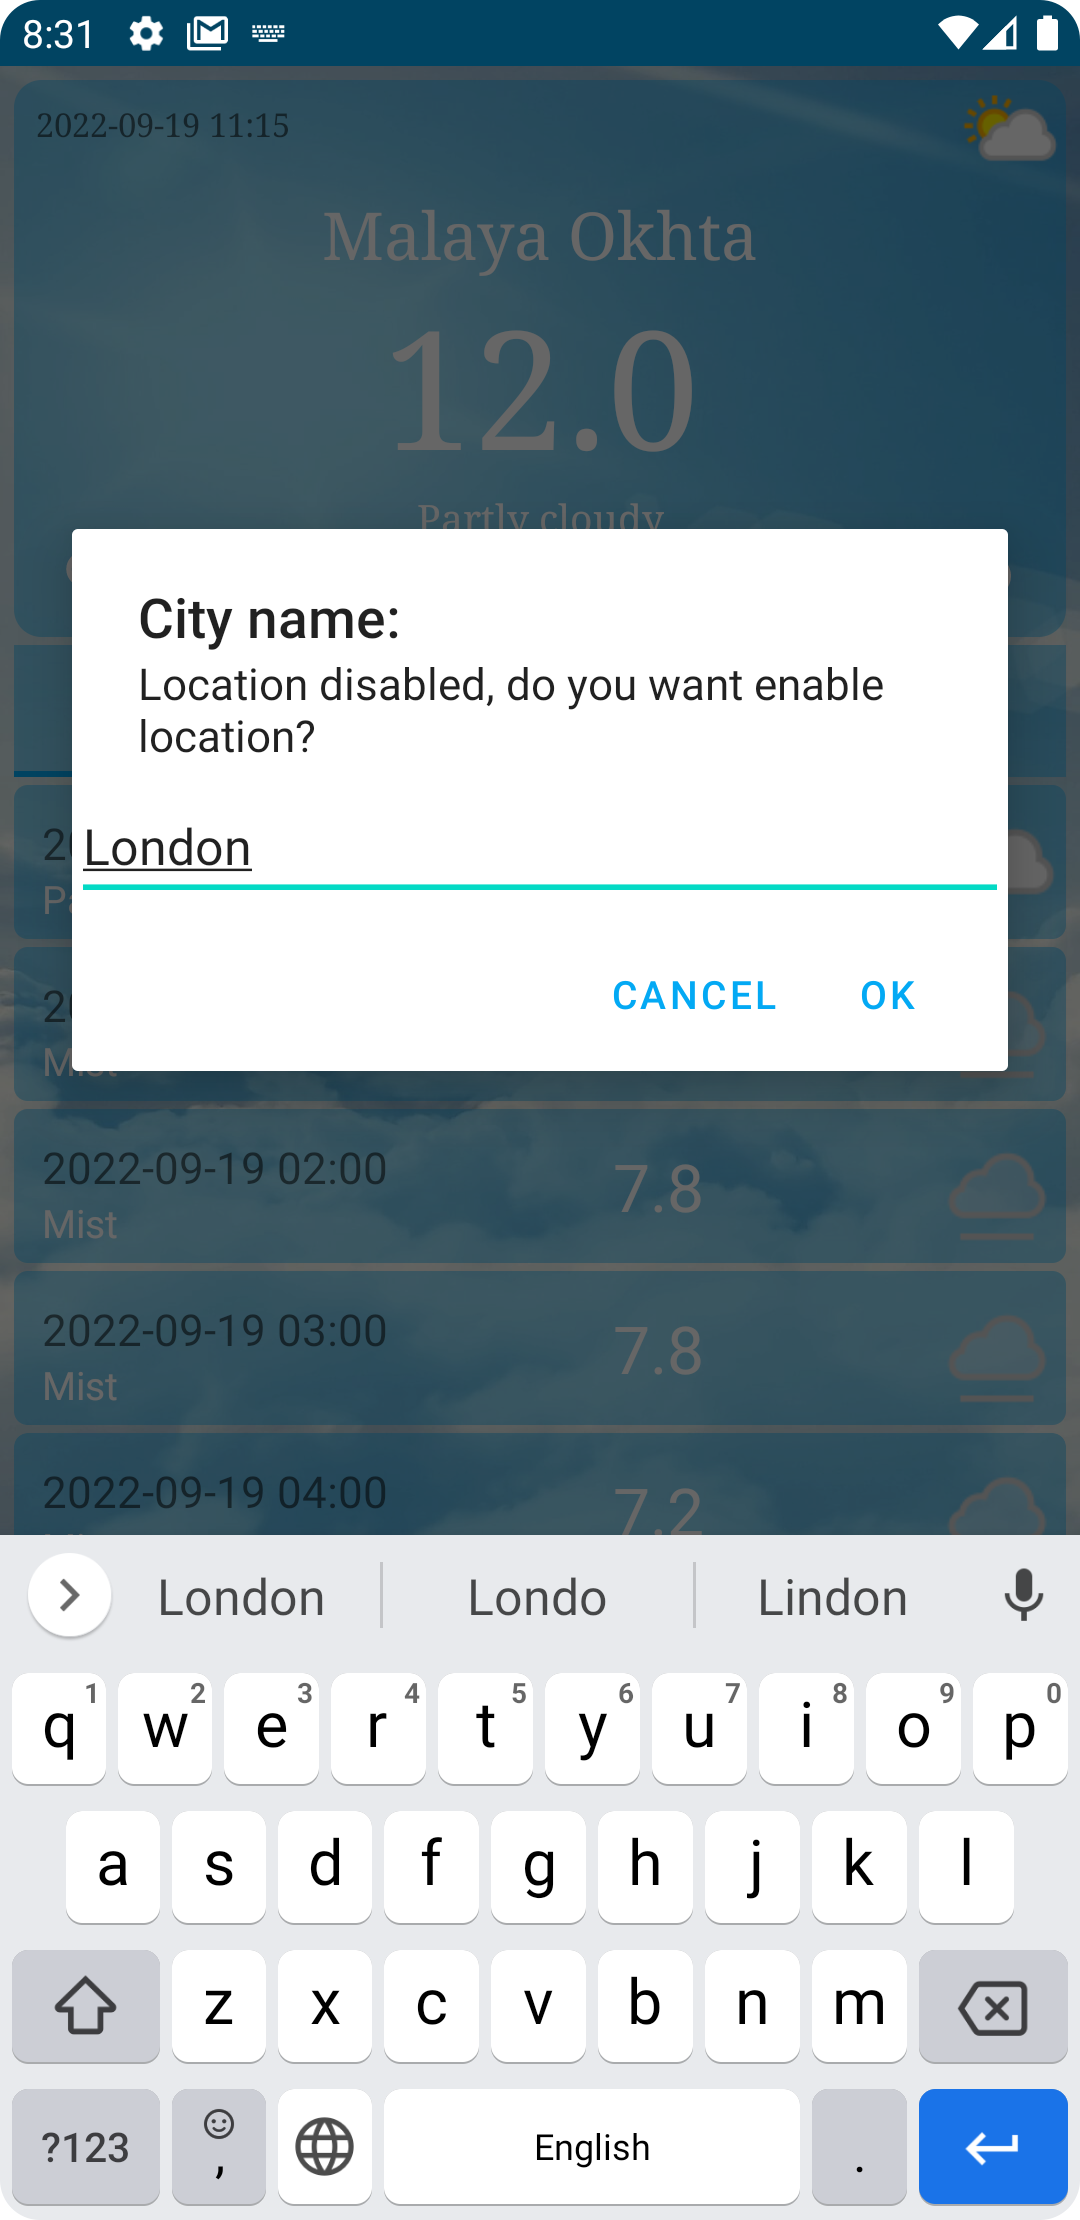 8:31
2022-09-19 11:15
Malaya Okhta
12.0
Partly cloudy
City name:
Location disabled, do you want enable
location?
London
CANCEL OK
2022-09-19 02:00
7.8
Mist
2022-09-19 03:00
7.8
Mist
2022-09-19 04:00
7.2
London Londo Lindon
q 1 w 2 e 3 r 4 t 5 y 6 u 7 i 8 o 9 p 0
a s d f g h j k l
z x c v b n m
?123 , English .